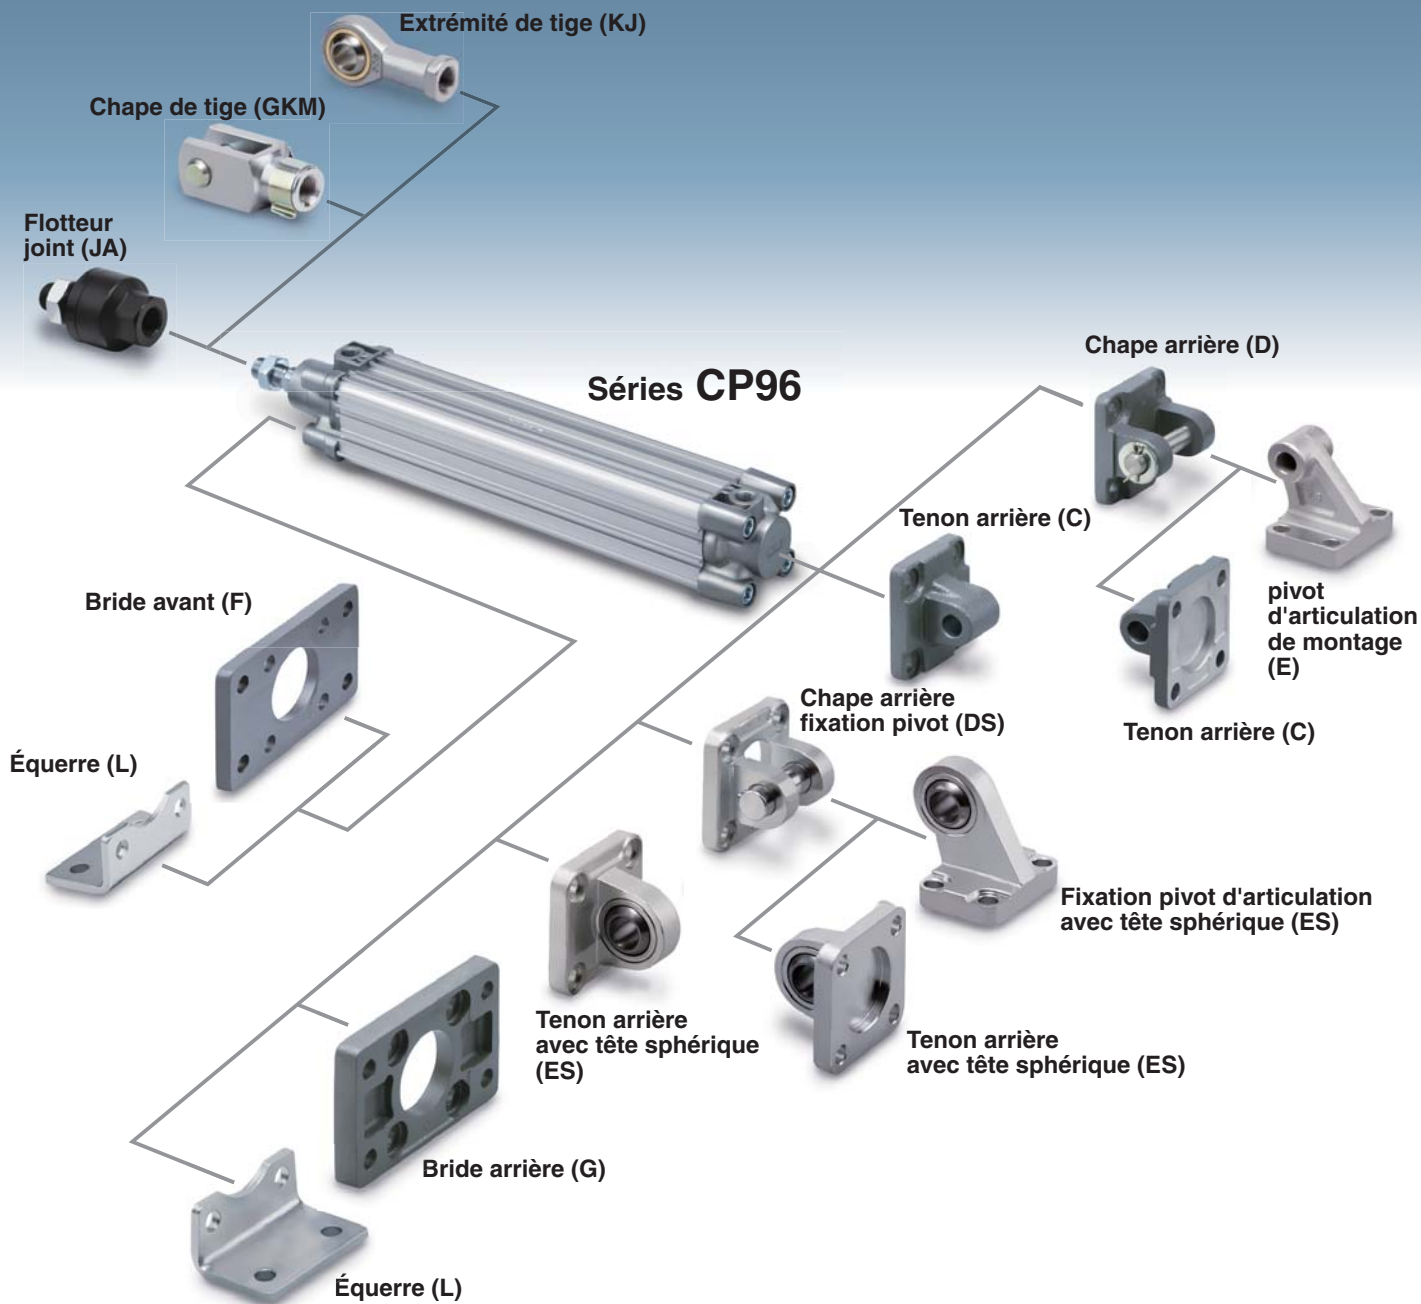 Extrémité de tige (KJ)
Chape de tige (GKM)
Flotteur
joint (JA)
Séries CP96
Chape arrière (D)
Tenon arrière (C)
pivot
d'articulation
de montage
(E)
Bride avant (F)
Chape arrière
fixation pivot (DS)
Tenon arrière (C)
Équerre (L)
Fixation pivot d'articulation
avec tête sphérique (ES)
Tenon arrière
avec tête sphérique
(ES)
Tenon arrière
avec tête sphérique (ES)
Bride arrière (G)
Équerre (L)